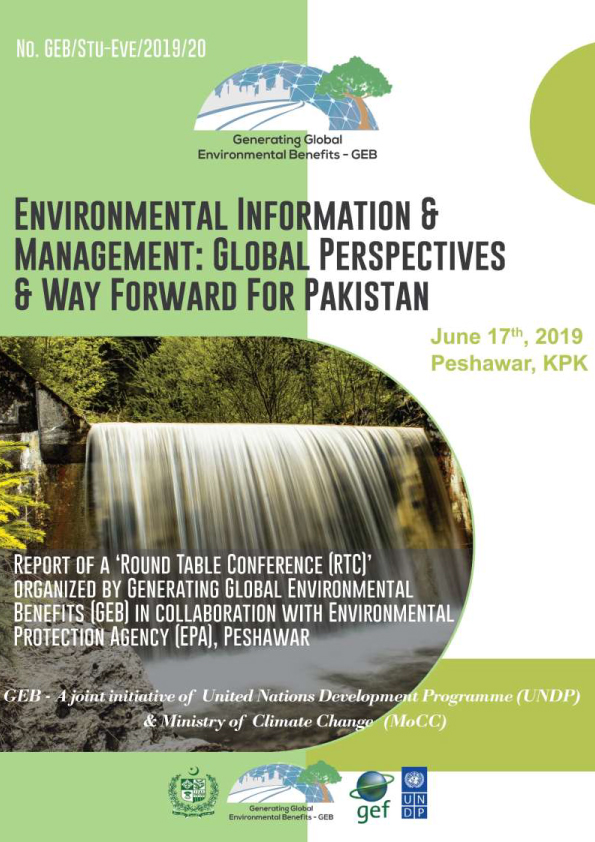 No. GEB/Stu-Eve/2019/20
Generating Global
Environmental Benefits - GEB
Environmental Information &
Management: Global Perspectives
& Way Forward For Pakistan
June 17th, 2019
Peshawar, KPK
Report of a ‘Round Table Conference (RTC)’
organized by Generating Global Environmental
Benefits (GEB) in collaboration with Environmental
Protection Agency (EPA), Peshawar
GEB - A joint initiative of United Nations Development Programme (UNDP)
& Ministry of Climate Change (MoCC)
Generating Global
Environmental Benefits - GEB
gef
U N
D P